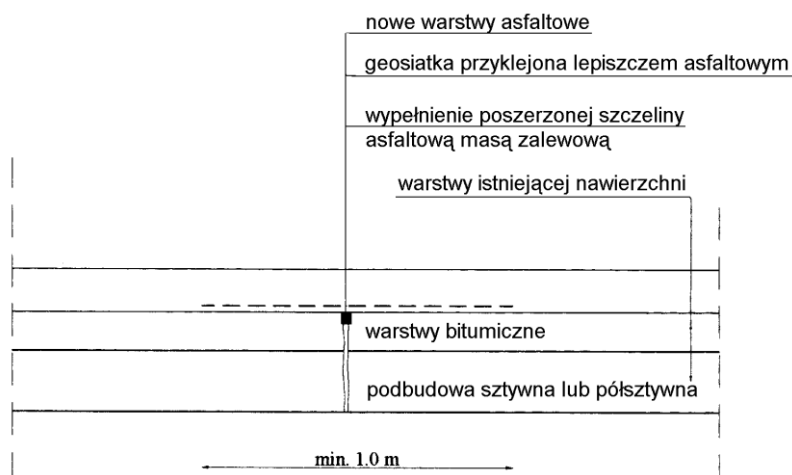 nowe warstwy asfaltowe
geosiatka przyklejona lepiszczem asfaltowym
wypełnienie poszerzonej szczeliny
asfaltową masą zalewową
warstwy istniejącej nawierzchni
warstwy bitumiczne
podbudowa sztywna lub półsztywna
min. 1.0 m